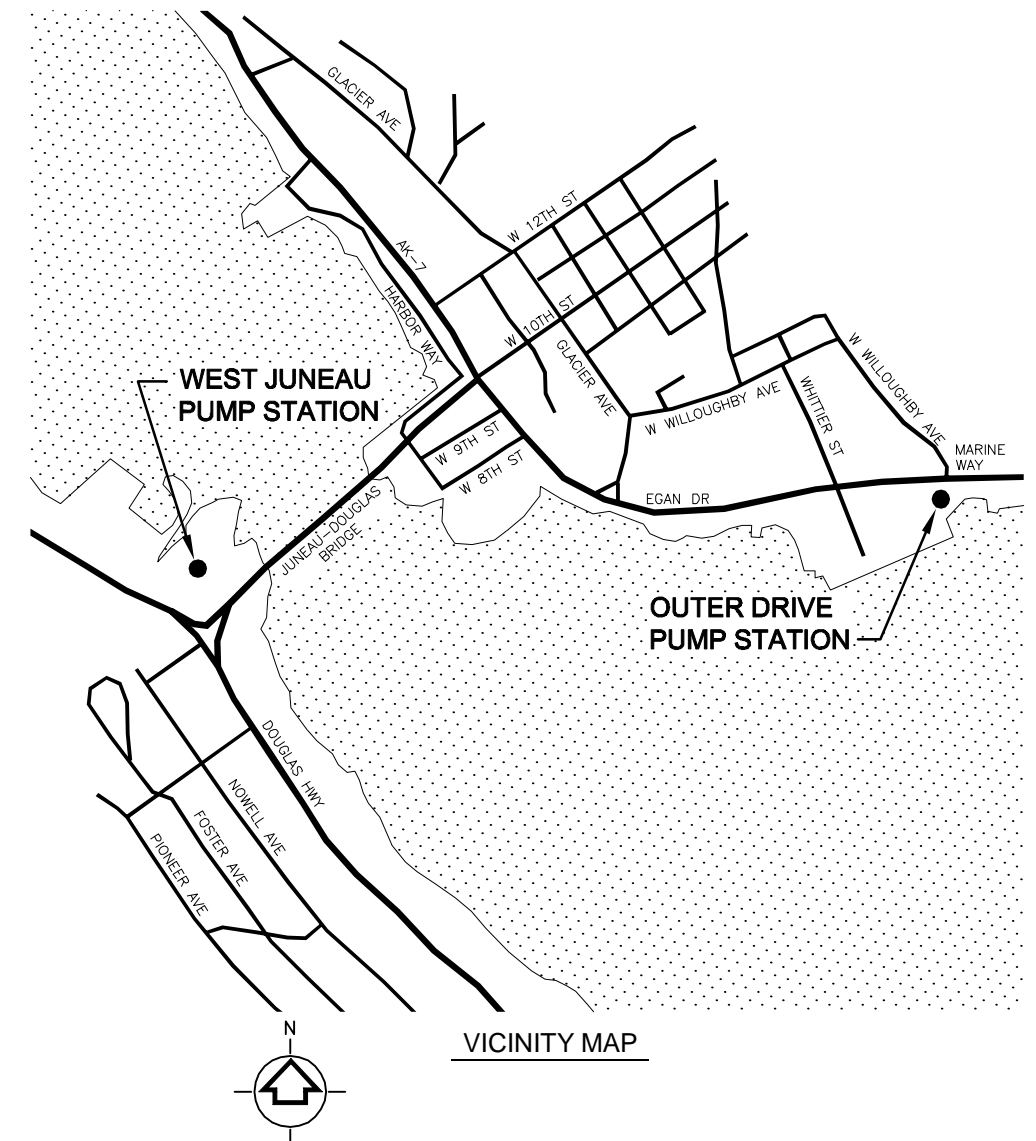 GLACIER AVE
W 12TH ST
AK-7
HARBOR WAY
W 10TH ST
GLACIER AVE
WEST JUNEAU
PUMP STATION
W WILLOUGHBY AVE
W WILLOUGHBY AVE
WHITTIER ST
W 9TH ST
W 8TH ST
MARINE
WAY
EGAN DR
JUNEAU-DOUGLAS
BRIDGE
OUTER DRIVE
PUMP STATION
DOUGLAS HWY
NOWELL AVE
FOSTER AVE
PIONEER AVE
N
VICINITY MAP